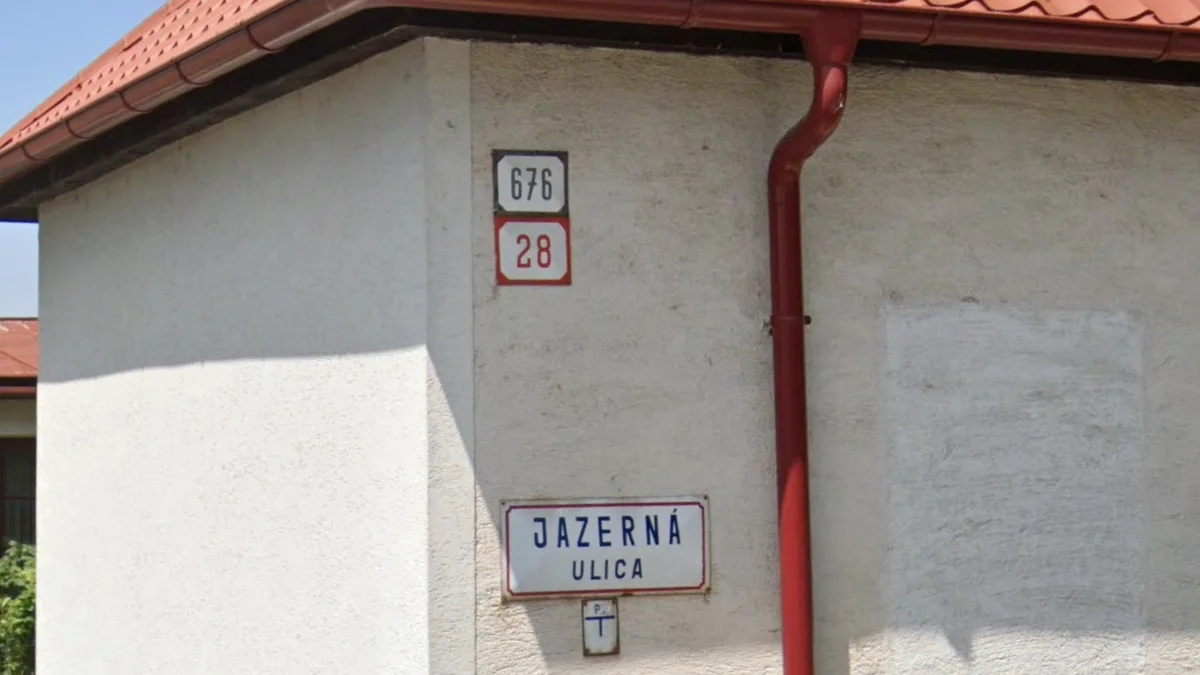 676
28
JAZERNÁ
ULICA
P.